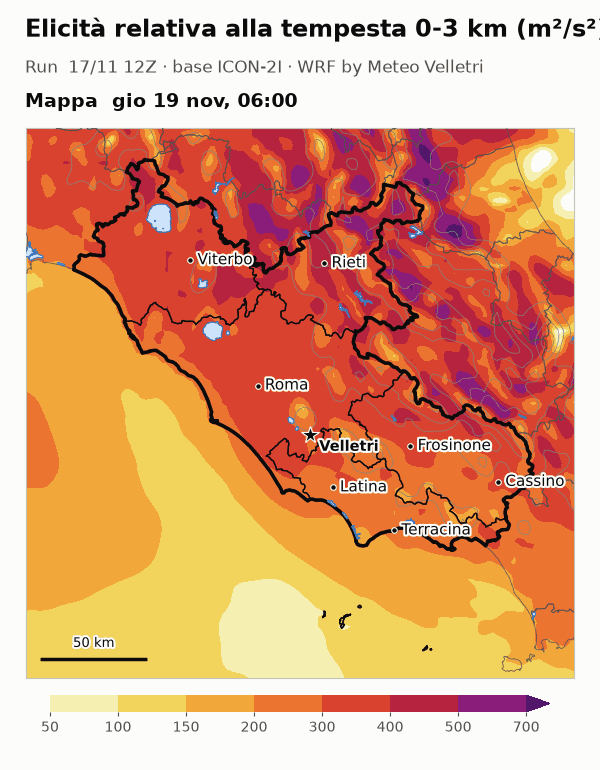 Elicità relativa alla tempesta 0-3 km (m²/s²)
Run 17/11 12Z · base ICON-2I · WRF by Meteo Velletri
Mappa gio 19 nov, 06:00
Viterbo
Rieti
Roma
Velletri
Frosinone
Latina
Cassino
Terracina
50 km
50 100 150 200 300 400 500 700